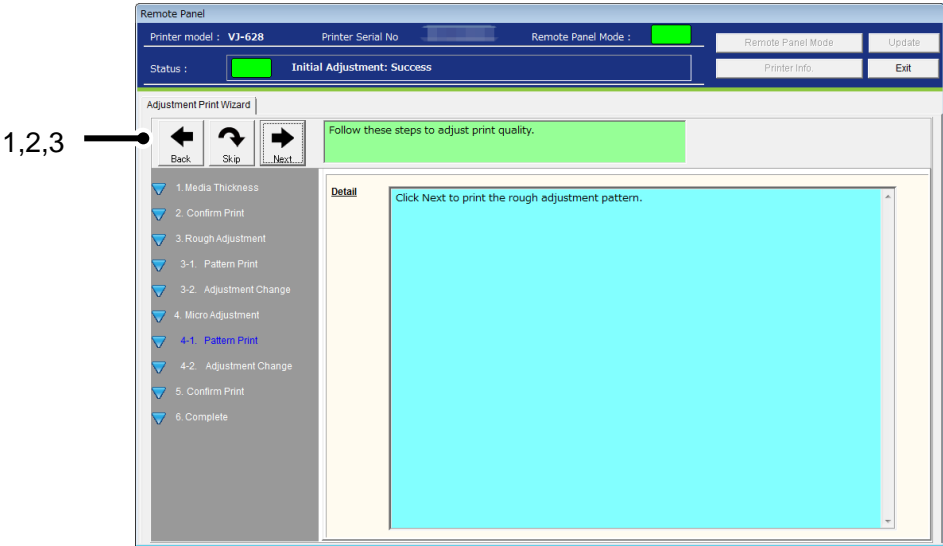 Remote Panel
Printer model : VJ-628 Printer Serial No Remote Panel Mode :
Remote Panel Mode Update
Status : Initial Adjustment: Success
Printer Info. Exit
Adjustment Print Wizard
1,2,3
Back Skip Next
Follow these steps to adjust print quality.
1. Media Thickness
2. Confirm Print
3. Rough Adjustment
3-1. Pattern Print
3-2. Adjustment Change
4. Micro Adjustment
4-1. Pattern Print
4-2. Adjustment Change
5. Confirm Print
6. Complete
Detail
Click Next to print the rough adjustment pattern.